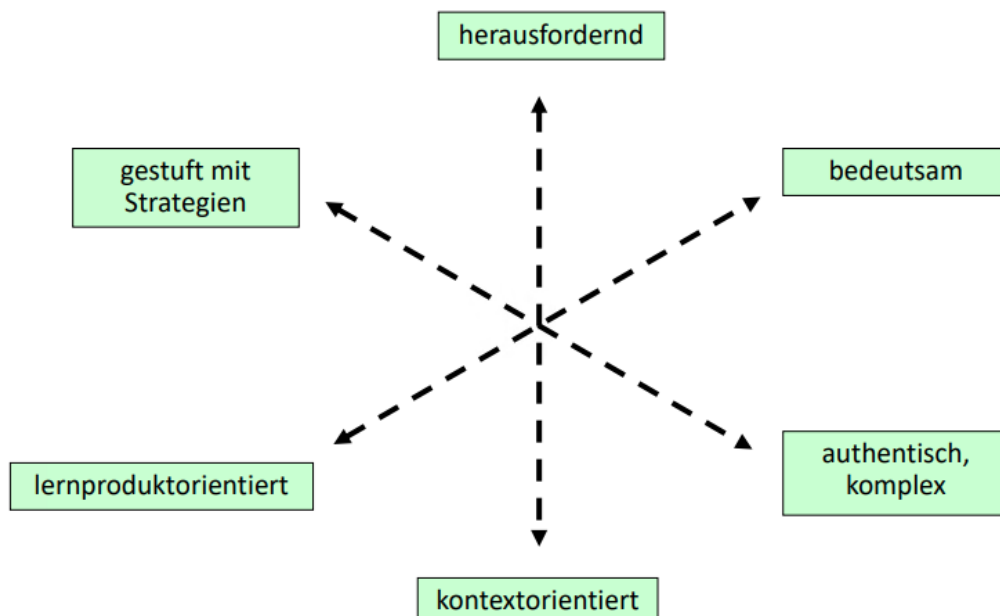 herausfordernd
gestuft mit
Strategien
bedeutsam
lernproduktorientiert
authentisch,
komplex
kontextorientiert